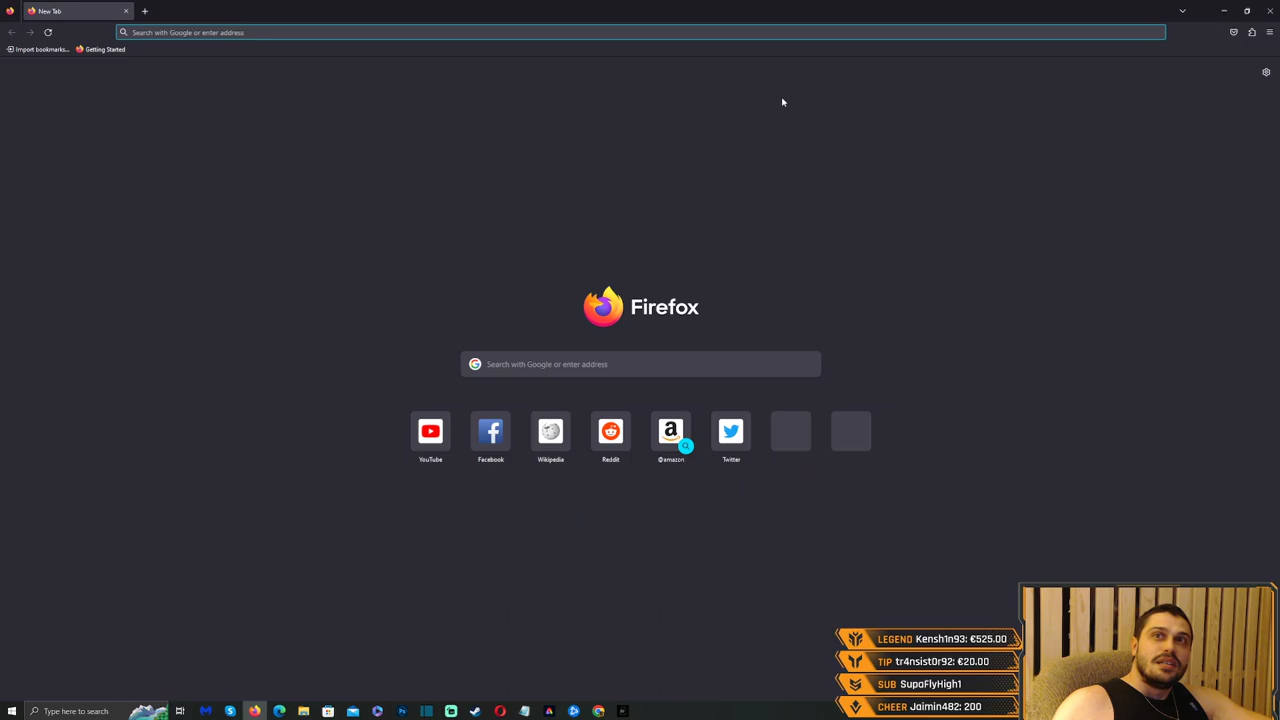 New Tab
Search with Google or enter address
Import bookmarks...
Getting Started
Firefox
Search with Google or enter address
YouTube
Facebook
Wikipedia
Reddit
@amazon
Twitter
LEGEND Kensh1n93: €525.00
TIP tr4nsist0r92: €20.00
SUB SupaFlyHigh1
CHEER Jaimin482: 200
Type here to search